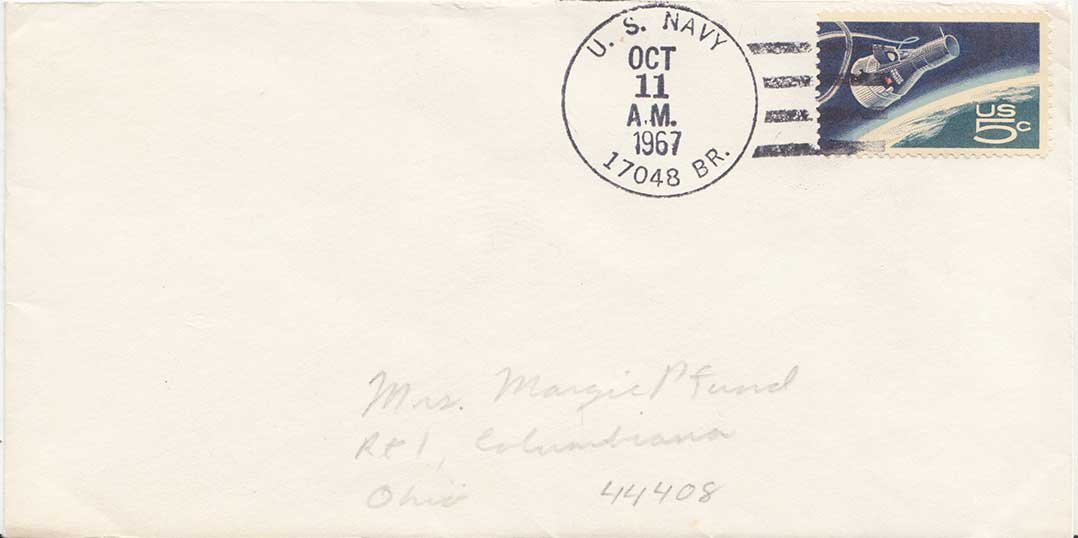 U. S. NAVY
OCT
11
A.M.
1967
17048 BR.
US
5c
Mrs. Margie Pfund
Rt 1, Columbiana
Ohio 44408